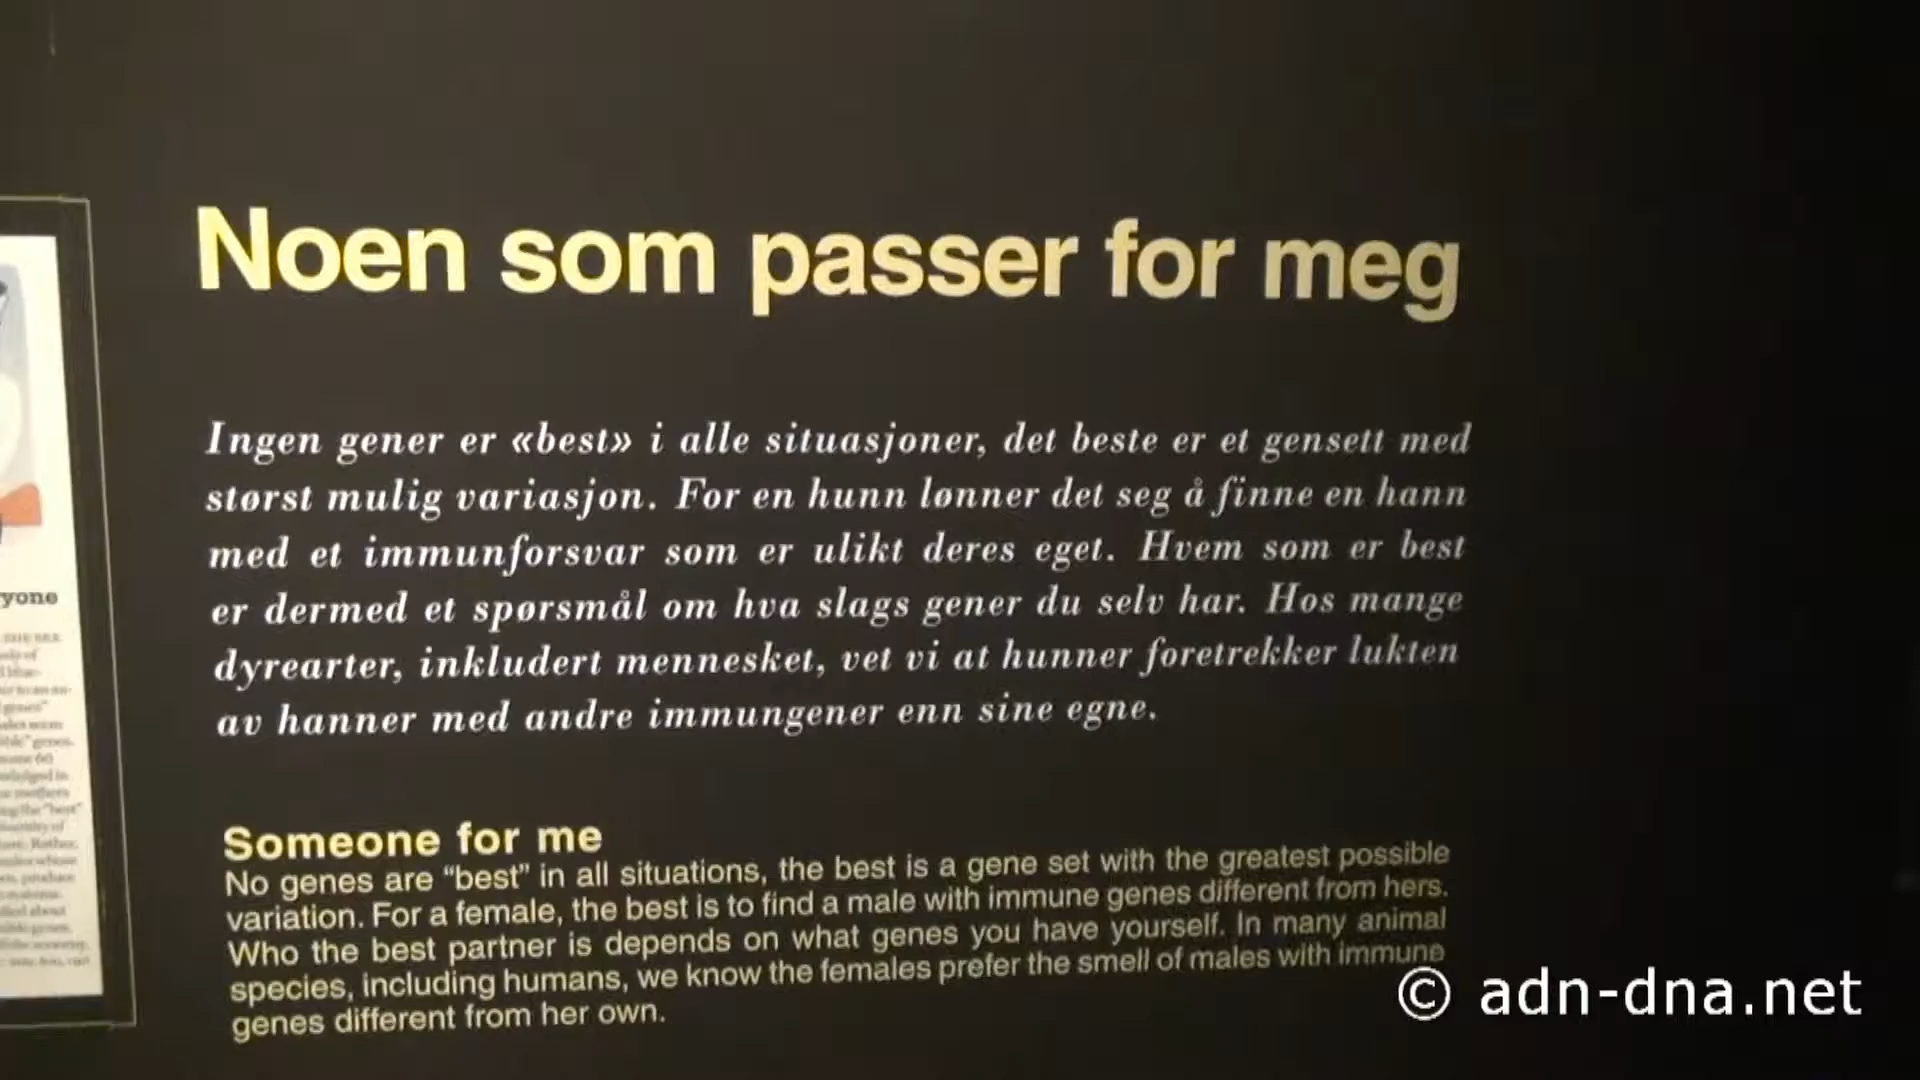 Noen som passer for meg
Ingen gener er «best» i alle situasjoner, det beste er et gensett med
størst mulig variasjon. For en hunn lønner det seg å finne en hann
med et immunforsvar som er ulikt deres eget. Hvem som er best
er dermed et spørsmål om hva slags gener du selv har. Hos mange
dyrearter, inkludert mennesket, vet vi at hunner foretrekker lukten
av hanner med andre immungener enn sine egne.
Someone for me
No genes are “best” in all situations, the best is a gene set with the greatest possible
variation. For a female, the best is to find a male with immune genes different from hers.
Who the best partner is depends on what genes you have yourself. In many animal
species, including humans, we know the females prefer the smell of males with immune
genes different from her own.
yone
© adn-dna.net